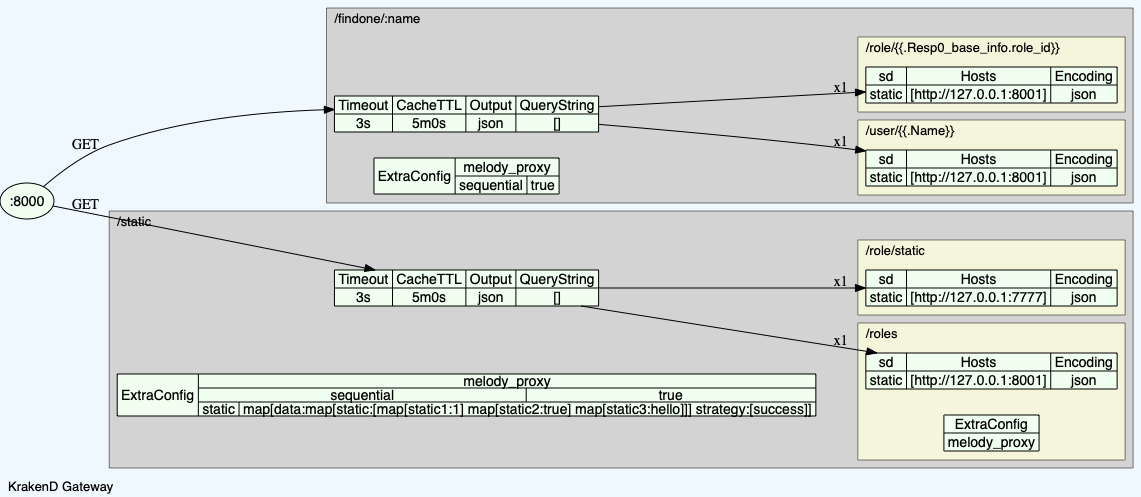 /findone/:name
/role/{{.Resp0_base_info.role_id}}
sd Hosts Encoding
static [http://127.0.0.1:8001] json
x1
Timeout CacheTTL Output QueryString
3s 5m0s json []
/user/{{.Name}}
x1
sd Hosts Encoding
static [http://127.0.0.1:8001] json
GET
ExtraConfig melody_proxy
sequential true
:8000
GET
/static
/role/static
sd Hosts Encoding
static [http://127.0.0.1:7777] json
x1
Timeout CacheTTL Output QueryString
3s 5m0s json []
/roles
x1
sd Hosts Encoding
static [http://127.0.0.1:8001] json
ExtraConfig melody_proxy
sequential true
static map[data:map[static:[map[static1:1] map[static2:true] map[static3:hello]]] strategy:[success]]
ExtraConfig
melody_proxy
KrakenD Gateway